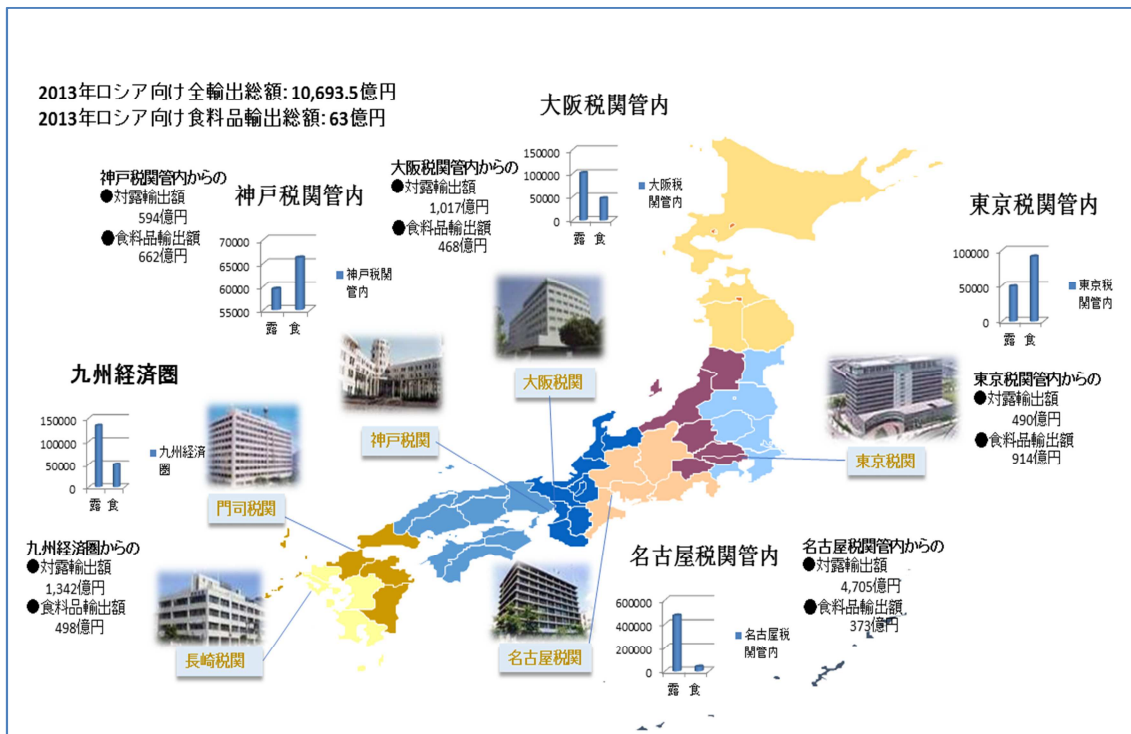 2013年ロシア向け全輸出総額: 10,693.5億円
2013年ロシア向け食料品輸出総額: 63億円
大阪税関管内
大阪税関管内からの
●対露輸出額
1,017億円
●食料品輸出額
468億円
150000
100000
50000
0
露 食
大阪税
関管内
神戸税関管内からの
●対露輸出額
594億円
●食料品輸出額
662億円
神戸税関管内
70000
65000
60000
55000
露 食
神戸税関
管内
東京税関管内
100000
50000
0
露 食
東京税
関管内
東京税関管内からの
●対露輸出額
490億円
●食料品輸出額
914億円
大阪税関
神戸税関
東京税関
九州経済圏
150000
100000
50000
0
露 食
九州経済
圏
門司税関
九州経済圏からの
●対露輸出額
1,342億円
●食料品輸出額
498億円
長崎税関
名古屋税関
名古屋税関管内
600000
400000
200000
0
露 食
名古屋税
関管内
名古屋税関管内からの
●対露輸出額
4,705億円
●食料品輸出額
373億円